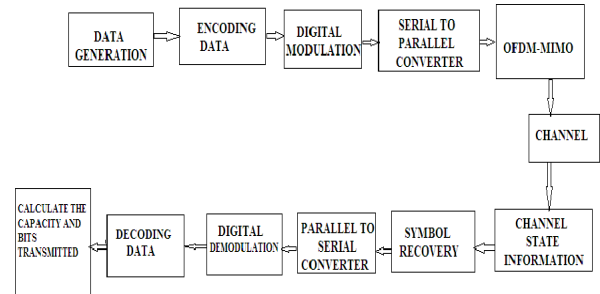 DATA
GENERATION
ENCODING
DATA
DIGITAL
MODULATION
SERIAL TO
PARALLEL
CONVERTER
OFDM-MIMO
CHANNEL
CHANNEL
STATE
INFORMATION
SYMBOL
RECOVERY
PARALLEL TO
SERIAL
CONVERTER
DIGITAL
DEMODULATION
DECODING
DATA
CALCULATE THE
CAPACITY AND
BITS
TRANSMITTED